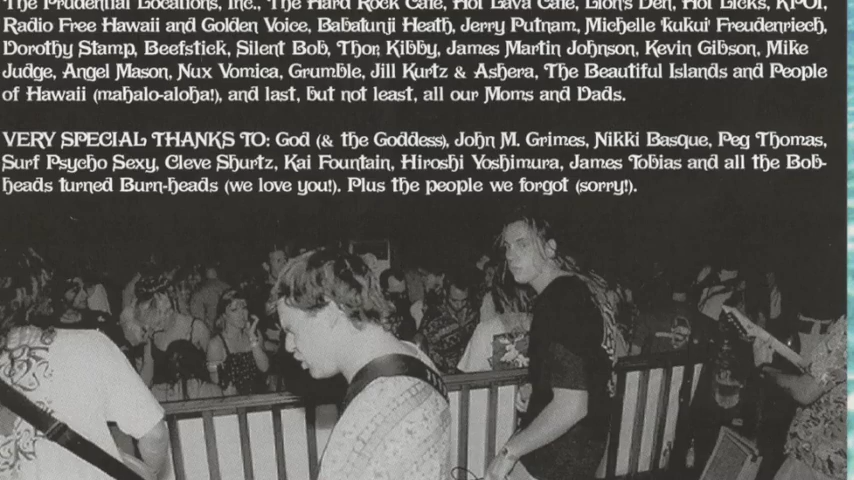 The Prudential Locations, Inc., The Hard Rock Cafe, Hot Lava Cafe, Lion's Den, Hot Licks, KPOI,
Radio Free Hawaii and Golden Voice, Babatunji Heath, Jerry Putnam, Michelle 'kukui' Freudenriech,
Dorothy Stamp, Beefstick, Silent Bob, Thor, Kibby, James Martin Johnson, Kevin Gibson, Mike
Judge, Angel Mason, Nux Vomica, Grumble, Jill Kurtz & Ashera, The Beautiful Islands and People
of Hawaii (mahalo-aloha!), and last, but not least, all our Moms and Dads.
VERY SPECIAL THANKS TO: God (& the Goddess), John M. Grimes, Nikki Basque, Peg Thomas,
Surf Psycho Sexy, Cleve Shurtz, Kai Fountain, Hiroshi Yoshimura, James Tobias and all the Bob-
heads turned Burn-heads (we love you!). Plus the people we forgot (sorry!).